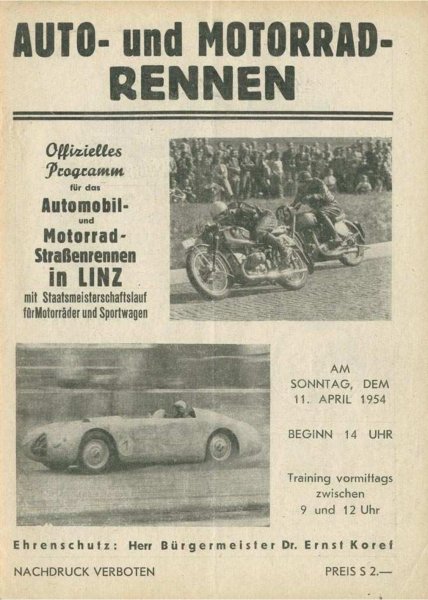 AUTO- und MOTORRAD-
RENNEN
Offizielles
Programm
für das
Automobil-
und
Motorrad-
Straßenrennen
in LINZ
mit Staatsmeisterschaftslauf
für Motorräder und Sportwagen
AM
SONNTAG, DEM
11. APRIL 1954
BEGINN 14 UHR
Training vormittags
zwischen
9 und 12 Uhr
Ehrenschutz: Herr Bürgermeister Dr. Ernst Koref
NACHDRUCK VERBOTEN PREIS S 2.—